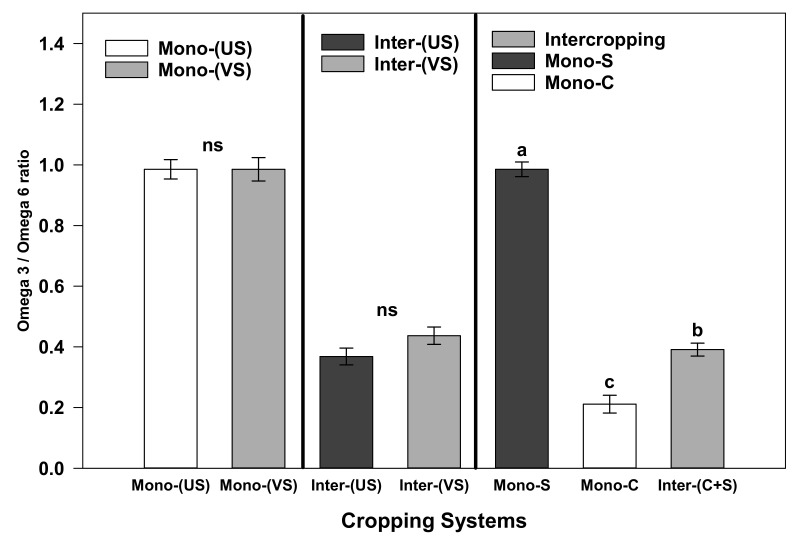 Mono-(US)
Mono-(VS)
Inter-(US)
Inter-(VS)
Intercropping
Mono-S
Mono-C
1.4
1.2
1.0
0.8
0.6
0.4
0.2
0.0
Omega 3 / Omega 6 ratio
ns
ns
a
c
b
Mono-(US) Mono-(VS) Inter-(US) Inter-(VS) Mono-S Mono-C Inter-(C+S)
Cropping Systems